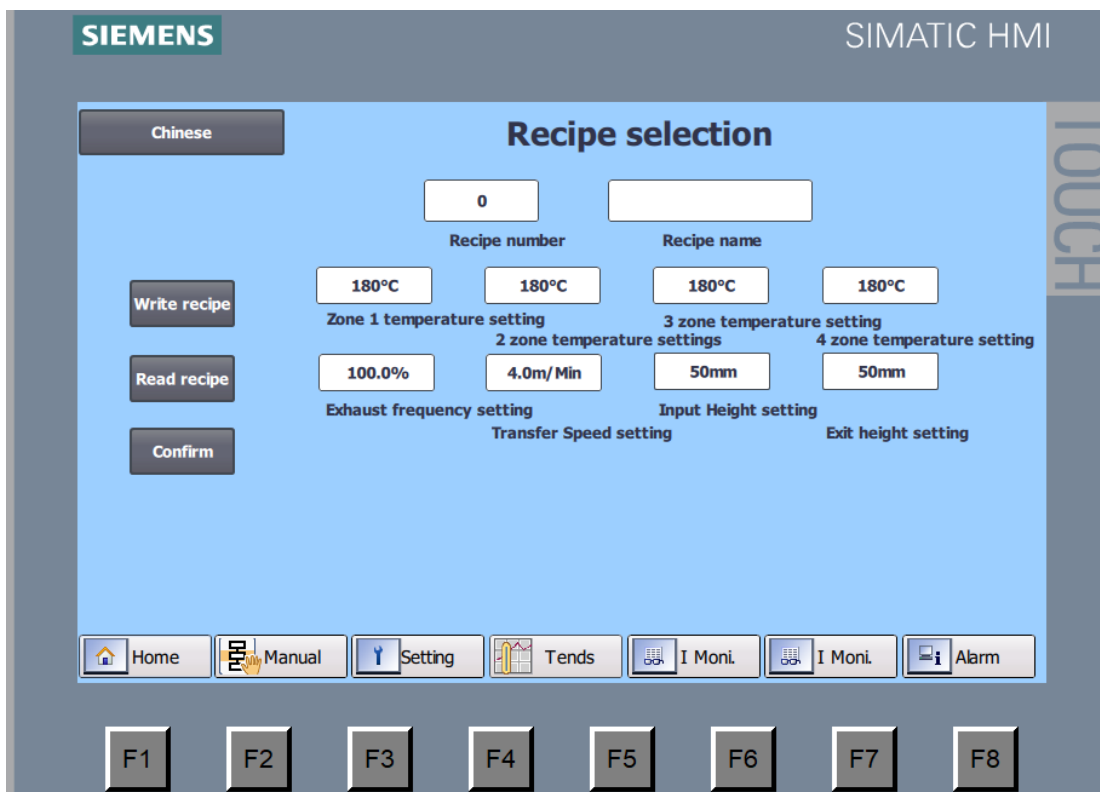 SIEMENS
SIMATIC HMI
TOUCH
Chinese
Recipe selection
0
Recipe number
Recipe name
Write recipe
180°C
180°C
180°C
180°C
Zone 1 temperature setting
2 zone temperature settings
3 zone temperature setting
4 zone temperature setting
Read recipe
100.0%
4.0m/Min
50mm
50mm
Exhaust frequency setting
Transfer Speed setting
Input Height setting
Exit height setting
Confirm
Home
Manual
Setting
Tends
I Moni.
I Moni.
Alarm
F1
F2
F3
F4
F5
F6
F7
F8